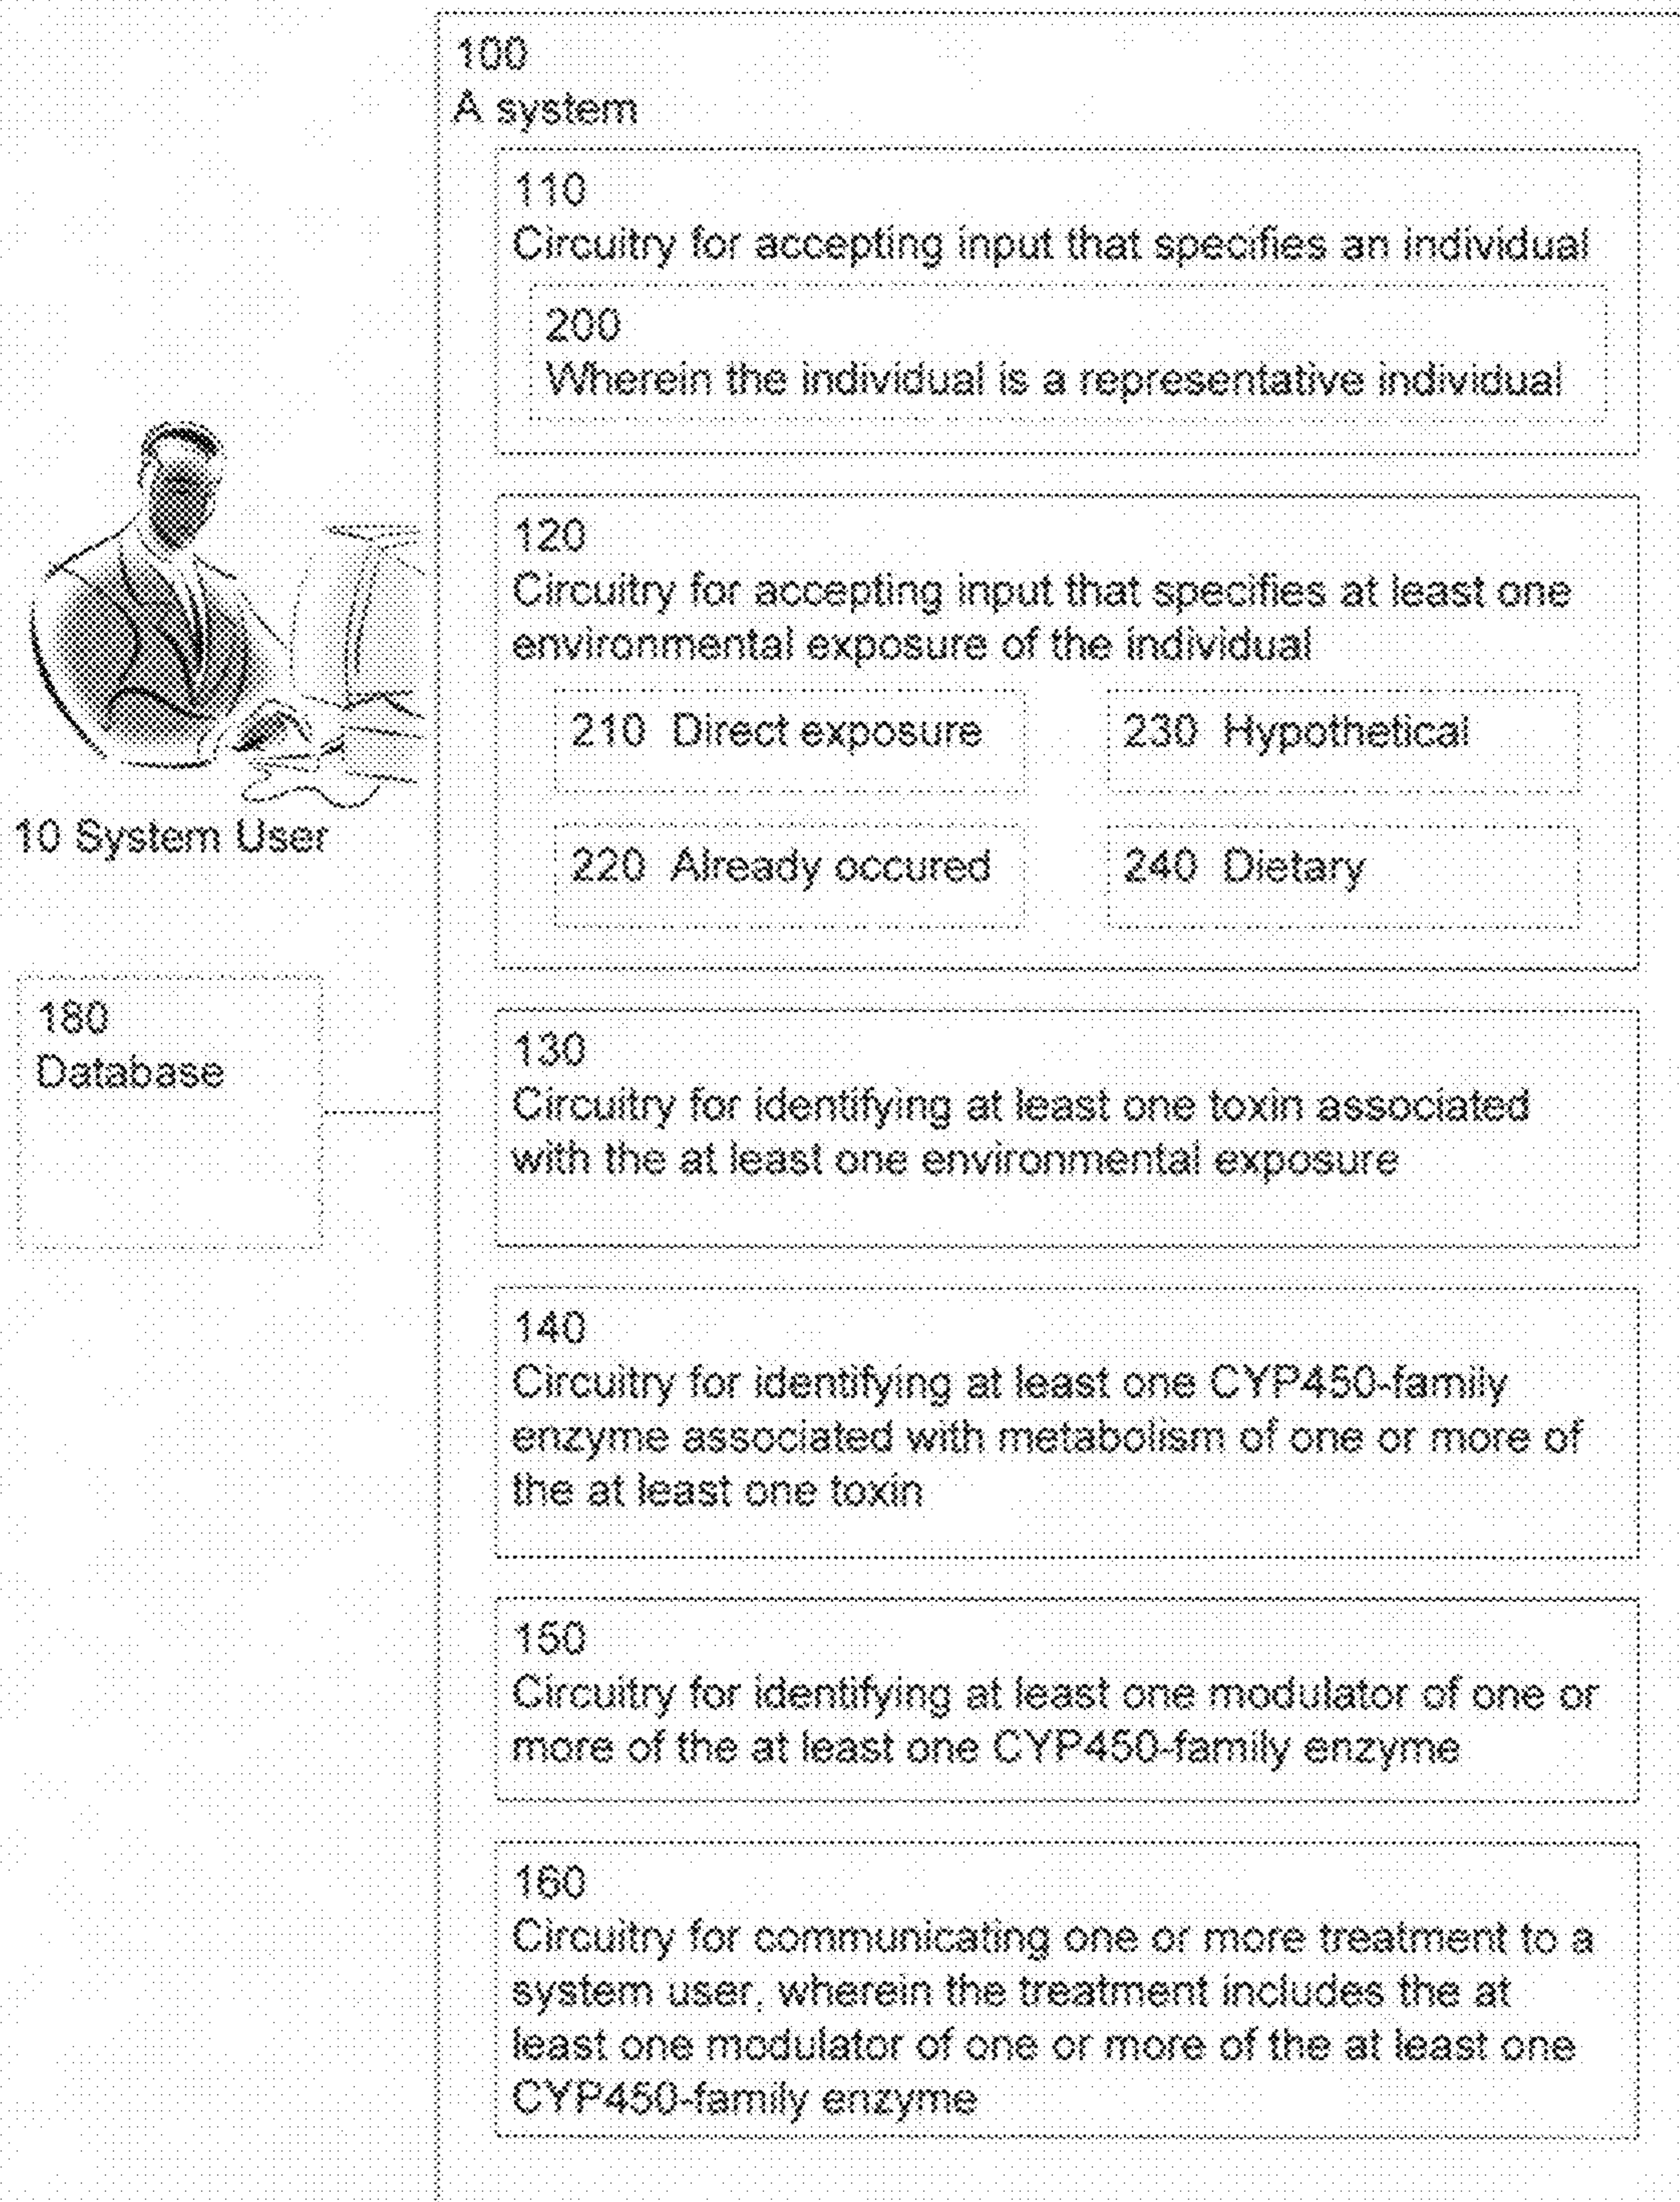 100
A system
110
Circuitry for accepting input that specifies an individual
200
Wherein the individual is a representative individual
120
Circuitry for accepting input that specifies at least one
environmental exposure of the individual
210 Direct exposure
230 Hypothetical
220 Already occured
240 Dietary
10 System User
180
Database
130
Circuitry for identifying at least one toxin associated
with the at least one environmental exposure
140
Circuitry for identifying at least one CYP450-family
enzyme associated with metabolism of one or more of
the at least one toxin
150
Circuitry for identifying at least one modulator of one or
more of the at least one CYP450-family enzyme
160
Circuitry for communicating one or more treatment to a
system user, wherein the treatment includes the at
least one modulator of one or more of the at least one
CYP450-family enzyme